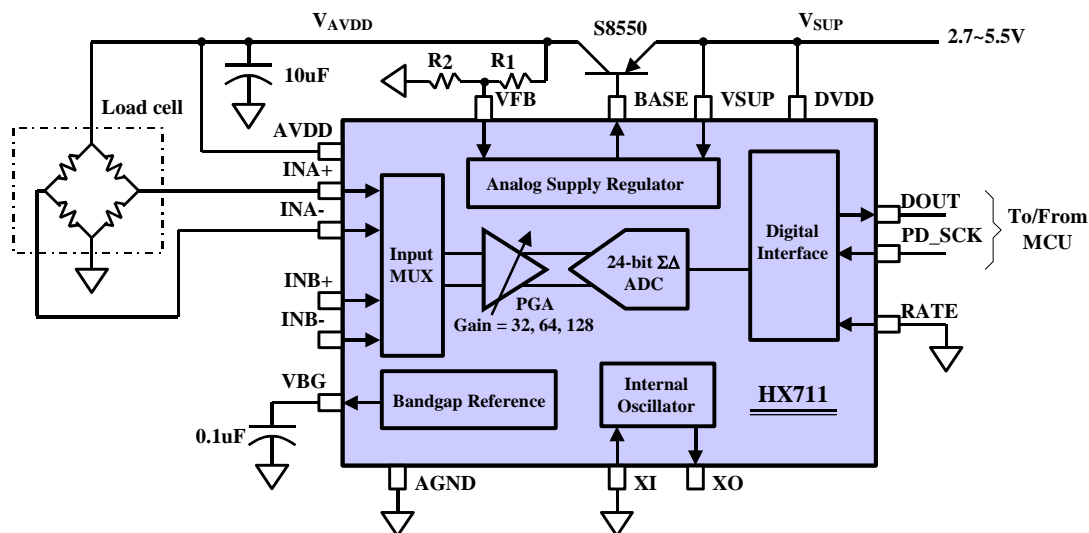 V_AVDD
S8550
V_SUP
2.7~5.5V
R2
R1
10uF
VFB
BASE
VSUP
DVDD
Load cell
AVDD
INA+
INA-
INB+
INB-
VBG
0.1uF
Analog Supply Regulator
Input
MUX
PGA
Gain = 32, 64, 128
24-bit ΣΔ
ADC
Digital
Interface
DOUT
PD_SCK
To/From
MCU
RATE
Bandgap Reference
Internal
Oscillator
HX711
AGND
XI
XO